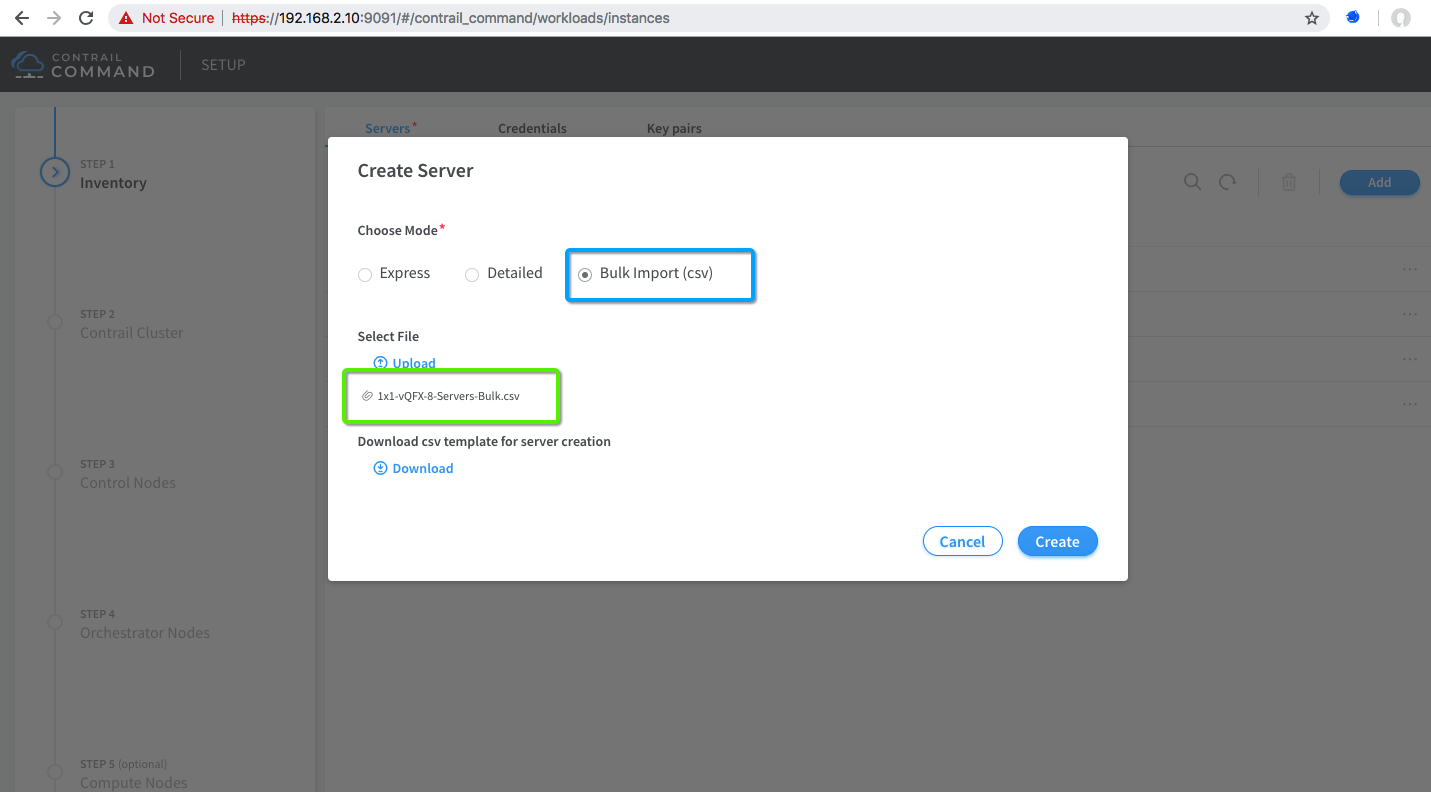 Not Secure https://192.168.2.10:9091/#/contrail_command/workloads/instances
CONTRAIL
COMMAND
SETUP
Servers*
Credentials
Key pairs
STEP 1
Inventory
Add
STEP 2
Contrail Cluster
STEP 3
Control Nodes
STEP 4
Orchestrator Nodes
STEP 5 (optional)
Compute Nodes
Create Server
Choose Mode*
Express
Detailed
Bulk Import (csv)
Select File
Upload
1x1-vQFX-8-Servers-Bulk.csv
Download csv template for server creation
Download
Cancel
Create